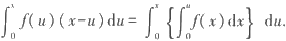 ∫₀ˣ f(u) (x=u) du = ∫₀ˣ { ∫₀ᵘ f(x) dx } du.